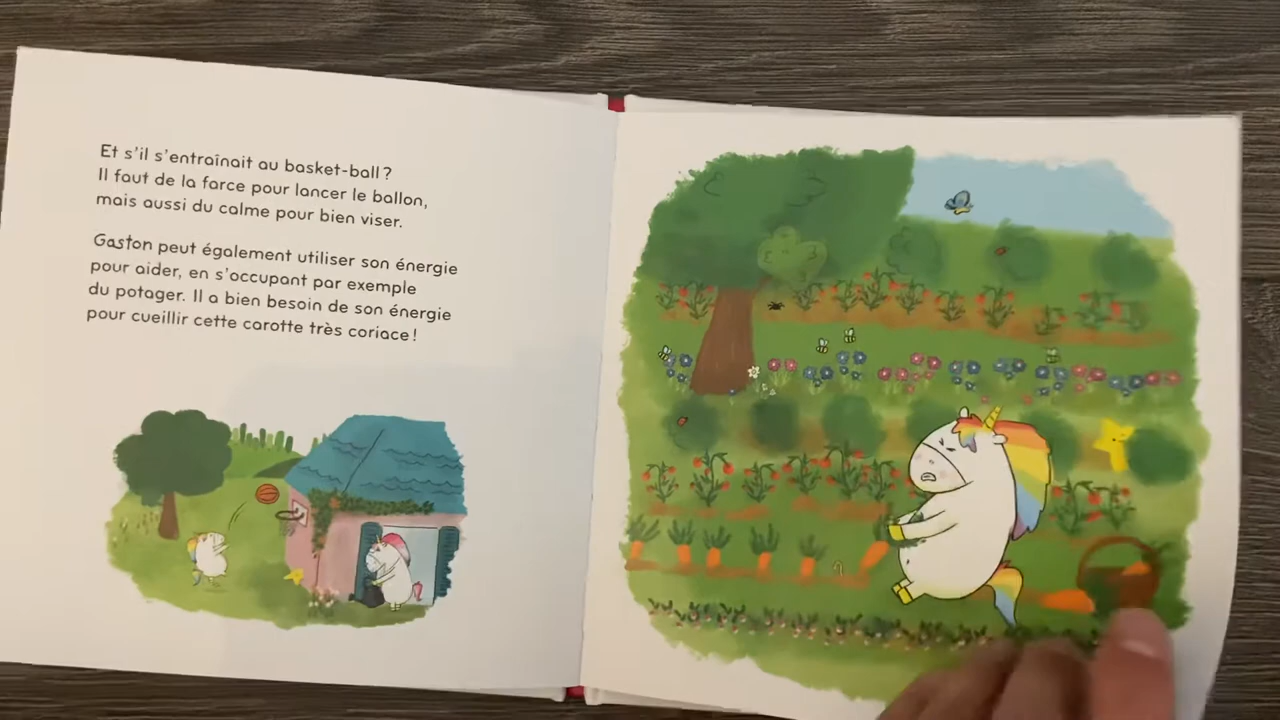 Et s'il s'entraînait au basket-ball ?
Il faut de la force pour lancer le ballon,
mais aussi du calme pour bien viser.
Gaston peut également utiliser son énergie
pour aider, en s'occupant par exemple
du potager. Il a bien besoin de son énergie
pour cueillir cette carotte très coriace !